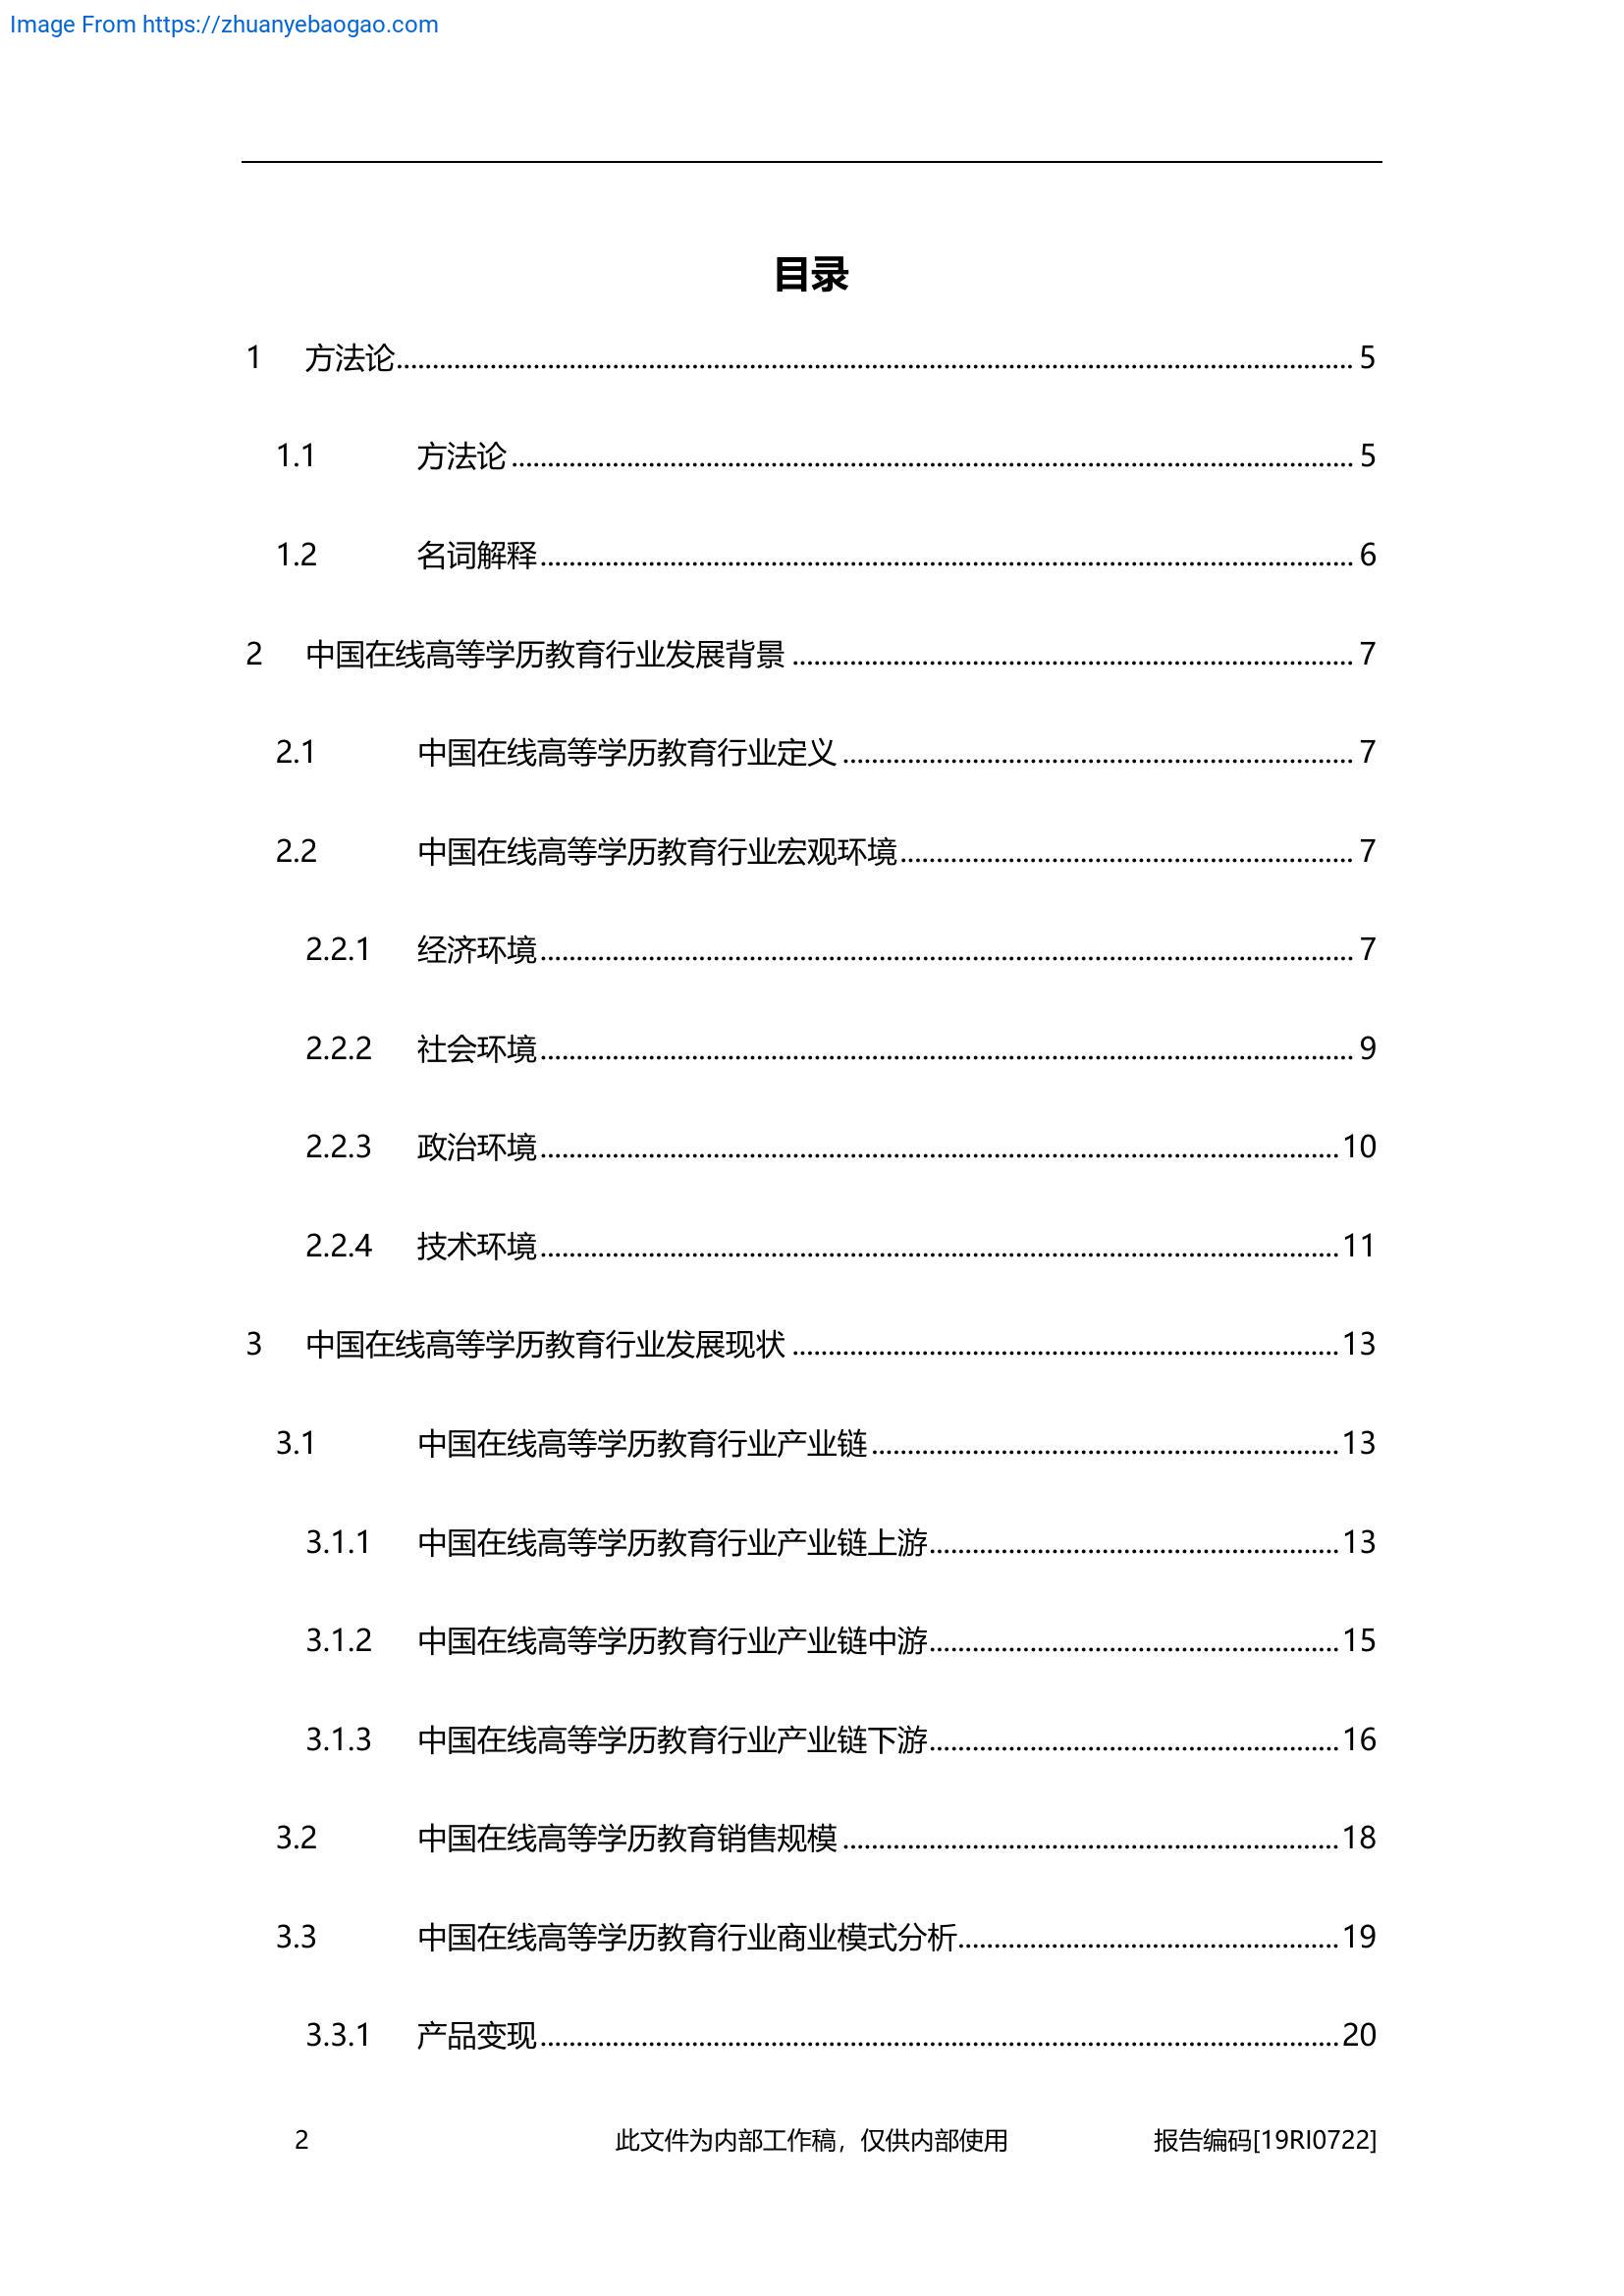 Image From https://zhuanyebaogao.com
目录
1 方法论 5
1.1 方法论 5
1.2 名词解释 6
2 中国在线高等学历教育行业发展背景 7
2.1 中国在线高等学历教育行业定义 7
2.2 中国在线高等学历教育行业宏观环境 7
2.2.1 经济环境 7
2.2.2 社会环境 9
2.2.3 政治环境 10
2.2.4 技术环境 11
3 中国在线高等学历教育行业发展现状 13
3.1 中国在线高等学历教育行业产业链 13
3.1.1 中国在线高等学历教育行业产业链上游 13
3.1.2 中国在线高等学历教育行业产业链中游 15
3.1.3 中国在线高等学历教育行业产业链下游 16
3.2 中国在线高等学历教育销售规模 18
3.3 中国在线高等学历教育行业商业模式分析 19
3.3.1 产品变现 20
2 此文件为内部工作稿，仅供内部使用 报告编码[19RI0722]